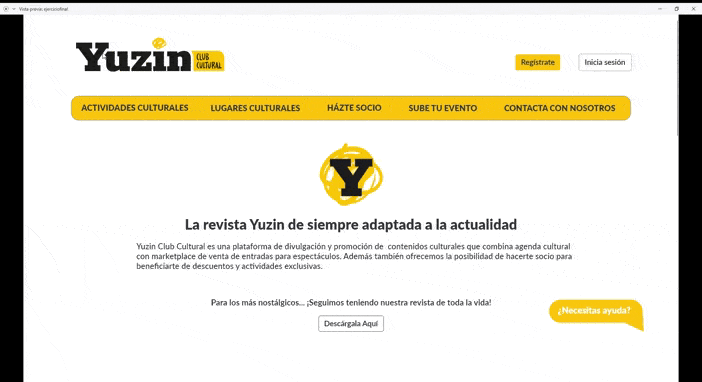 Vista previa: ejerciciofinal
Yuzin
CLUB
CULTURAL
Regístrate
Inicia sesión
ACTIVIDADES CULTURALES
LUGARES CULTURALES
HÁZTE SOCIO
SUBE TU EVENTO
CONTACTA CON NOSOTROS
Y
La revista Yuzin de siempre adaptada a la actualidad
Yuzin Club Cultural es una plataforma de divulgación y promoción de contenidos culturales que combina agenda cultural
con marketplace de venta de entradas para espectáculos. Además también ofrecemos la posibilidad de hacerte socio para
beneficiarte de descuentos y actividades exclusivas.
Para los más nostálgicos... ¡Seguimos teniendo nuestra revista de toda la vida!
Descárgala Aquí
¿Necesitas ayuda?